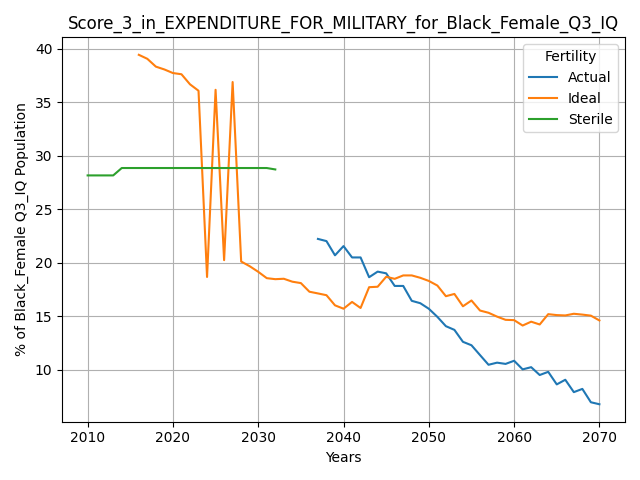 Score_3_in_EXPENDITURE_FOR_MILITARY_for_Black_Female_Q3_IQ
Fertility
Actual
Ideal
Sterile
% of Black_Female Q3_IQ Population
40
35
30
25
20
15
10
2010 2020 2030 2040 2050 2060 2070
Years